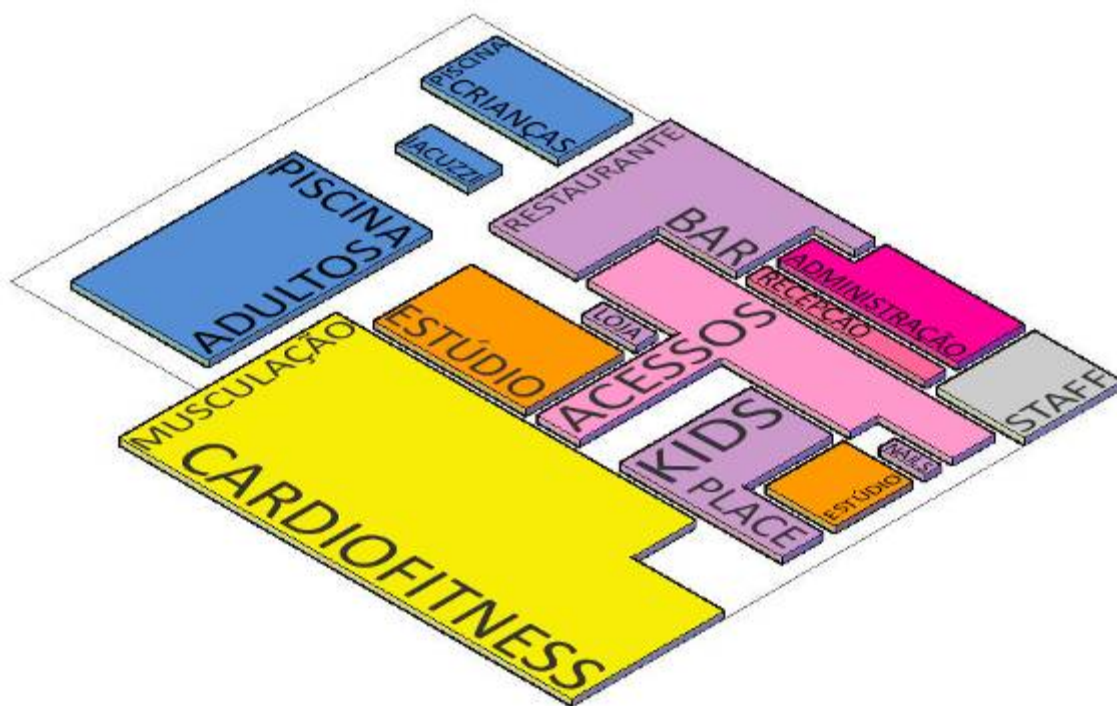 PISCINA
CRIANÇAS
JACUZZI
PISCINA
ADULTOS
RESTAURANTE
BAR
ADMINISTRAÇÃO
RECEPÇÃO
STAFF
LOJA
ACESSOS
ESTÚDIO
MUSCULAÇÃO
CARDIOFITNESS
KIDS
PLACE
ESTÚDIO
NAILS